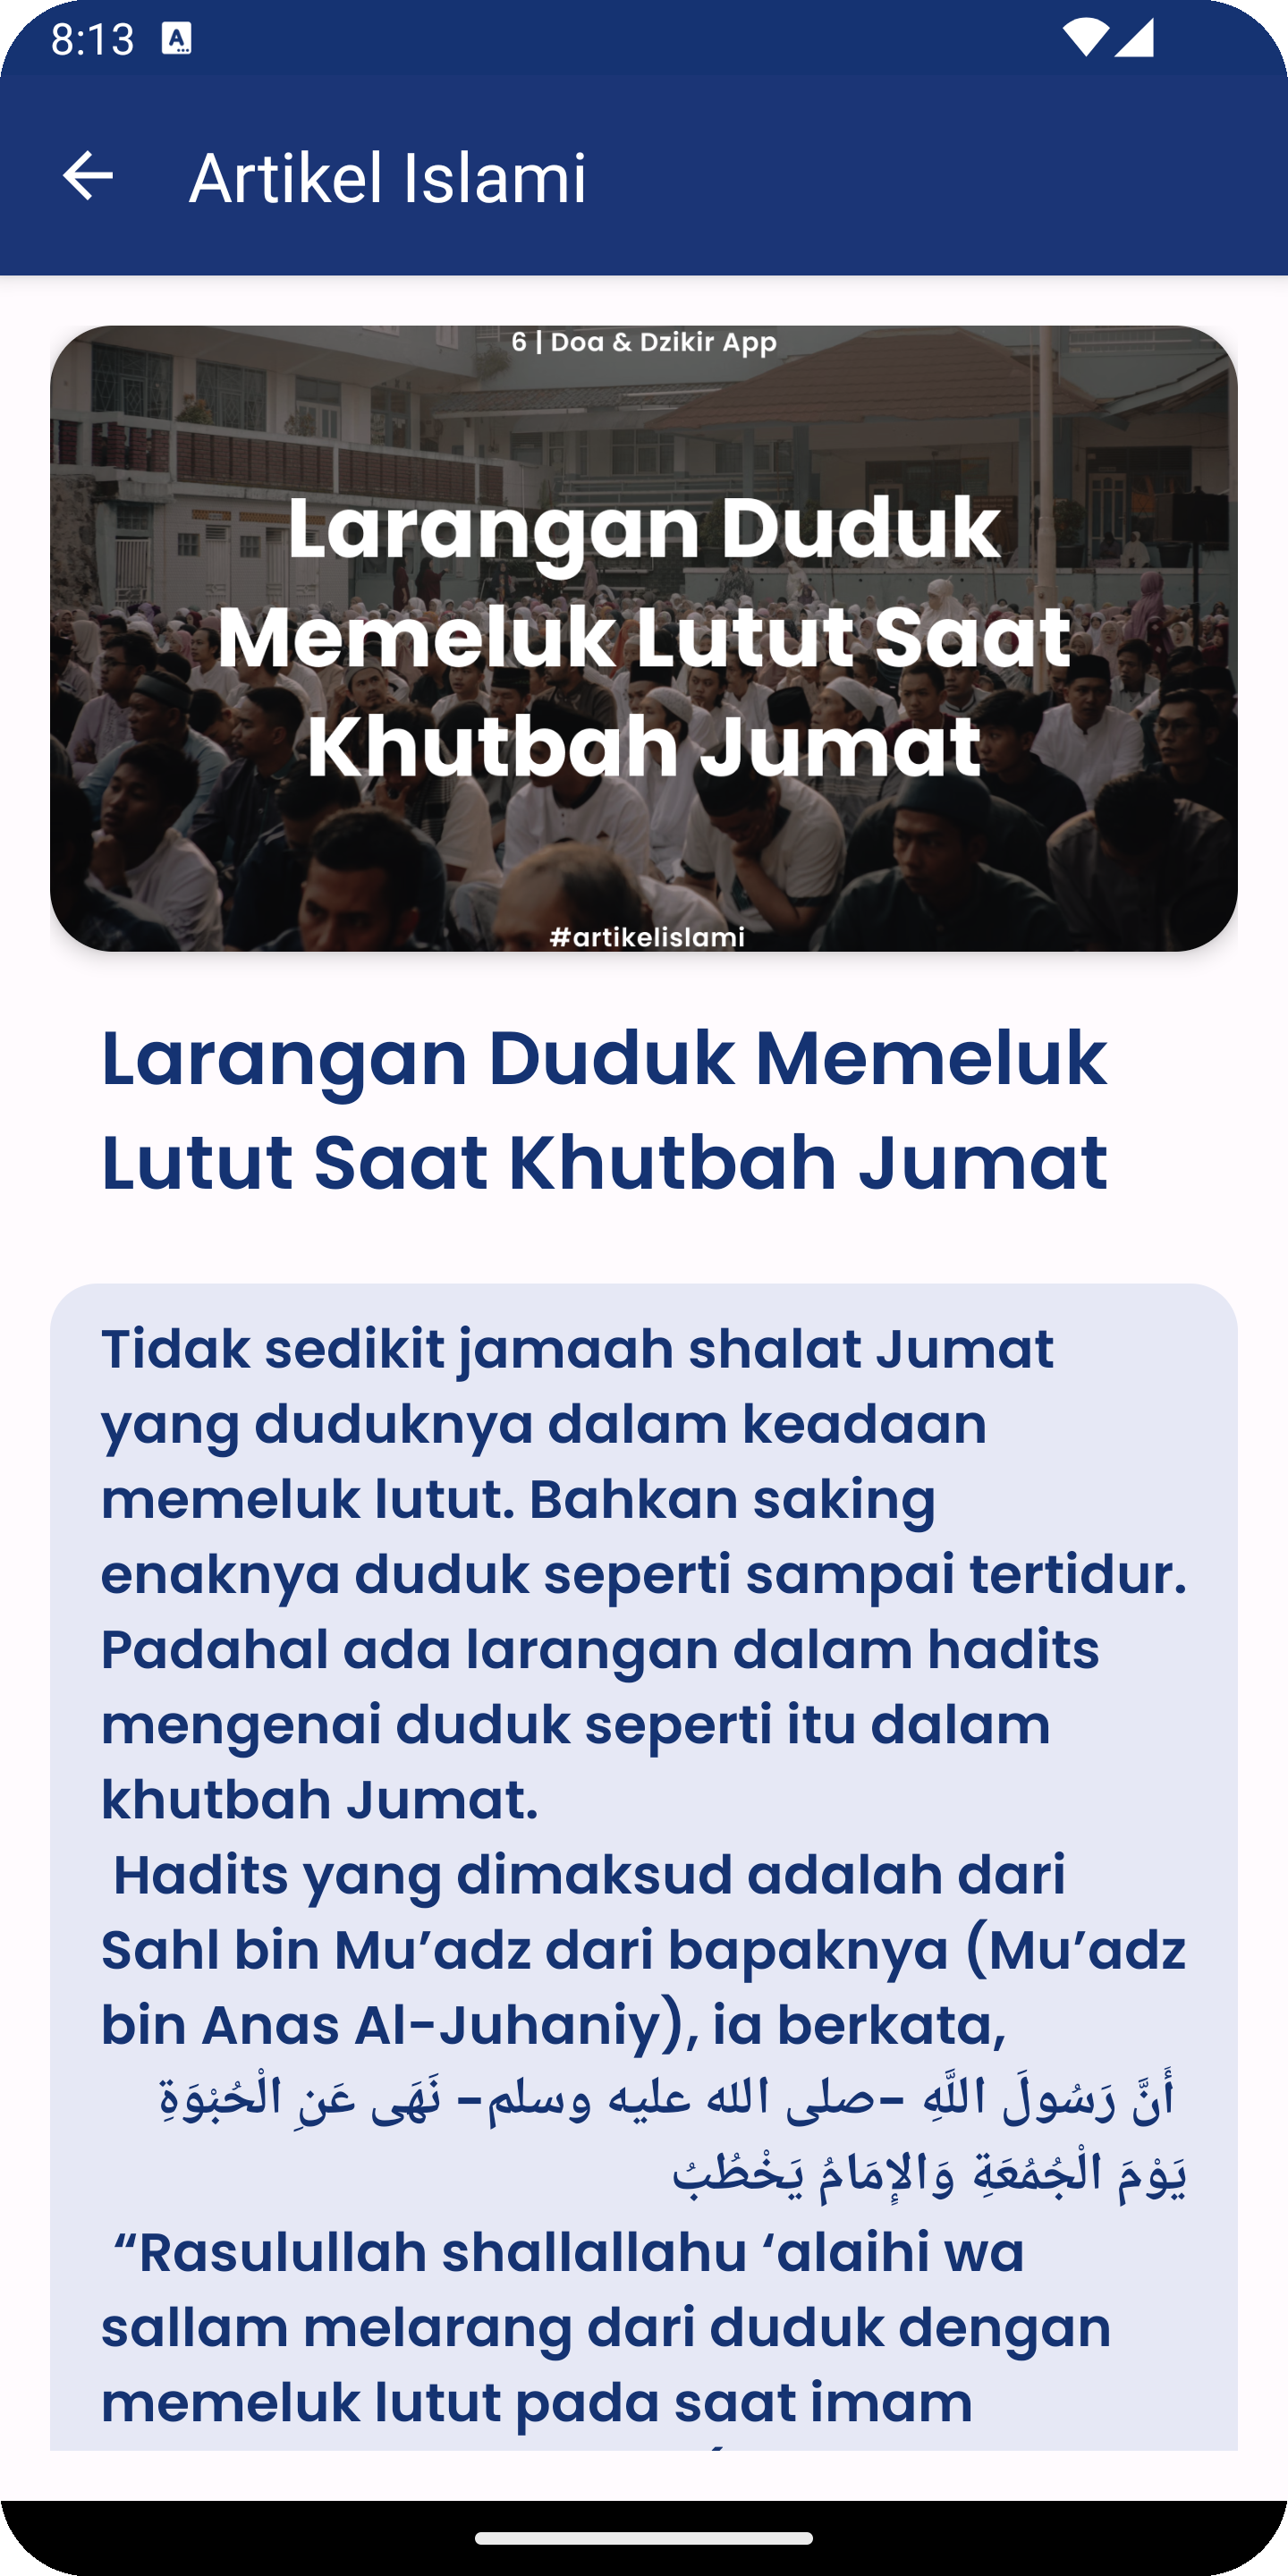 8:13
Artikel Islami
6 | Doa & Dzikir App
Larangan Duduk
Memeluk Lutut Saat
Khutbah Jumat
#artikelislami
Larangan Duduk Memeluk
Lutut Saat Khutbah Jumat
Tidak sedikit jamaah shalat Jumat
yang duduknya dalam keadaan
memeluk lutut. Bahkan saking
enaknya duduk seperti sampai tertidur.
Padahal ada larangan dalam hadits
mengenai duduk seperti itu dalam
khutbah Jumat.
Hadits yang dimaksud adalah dari
Sahl bin Mu’adz dari bapaknya (Mu’adz
bin Anas Al-Juhaniy), ia berkata,
أَنَّ رَسُولَ اللَّهِ -صلى الله عليه وسلم- نَهَى عَنِ الْحُبْوَةِ
يَوْمَ الْجُمُعَةِ وَالإِمَامُ يَخْطُبُ
“Rasulullah shallallahu ‘alaihi wa
sallam melarang dari duduk dengan
memeluk lutut pada saat imam